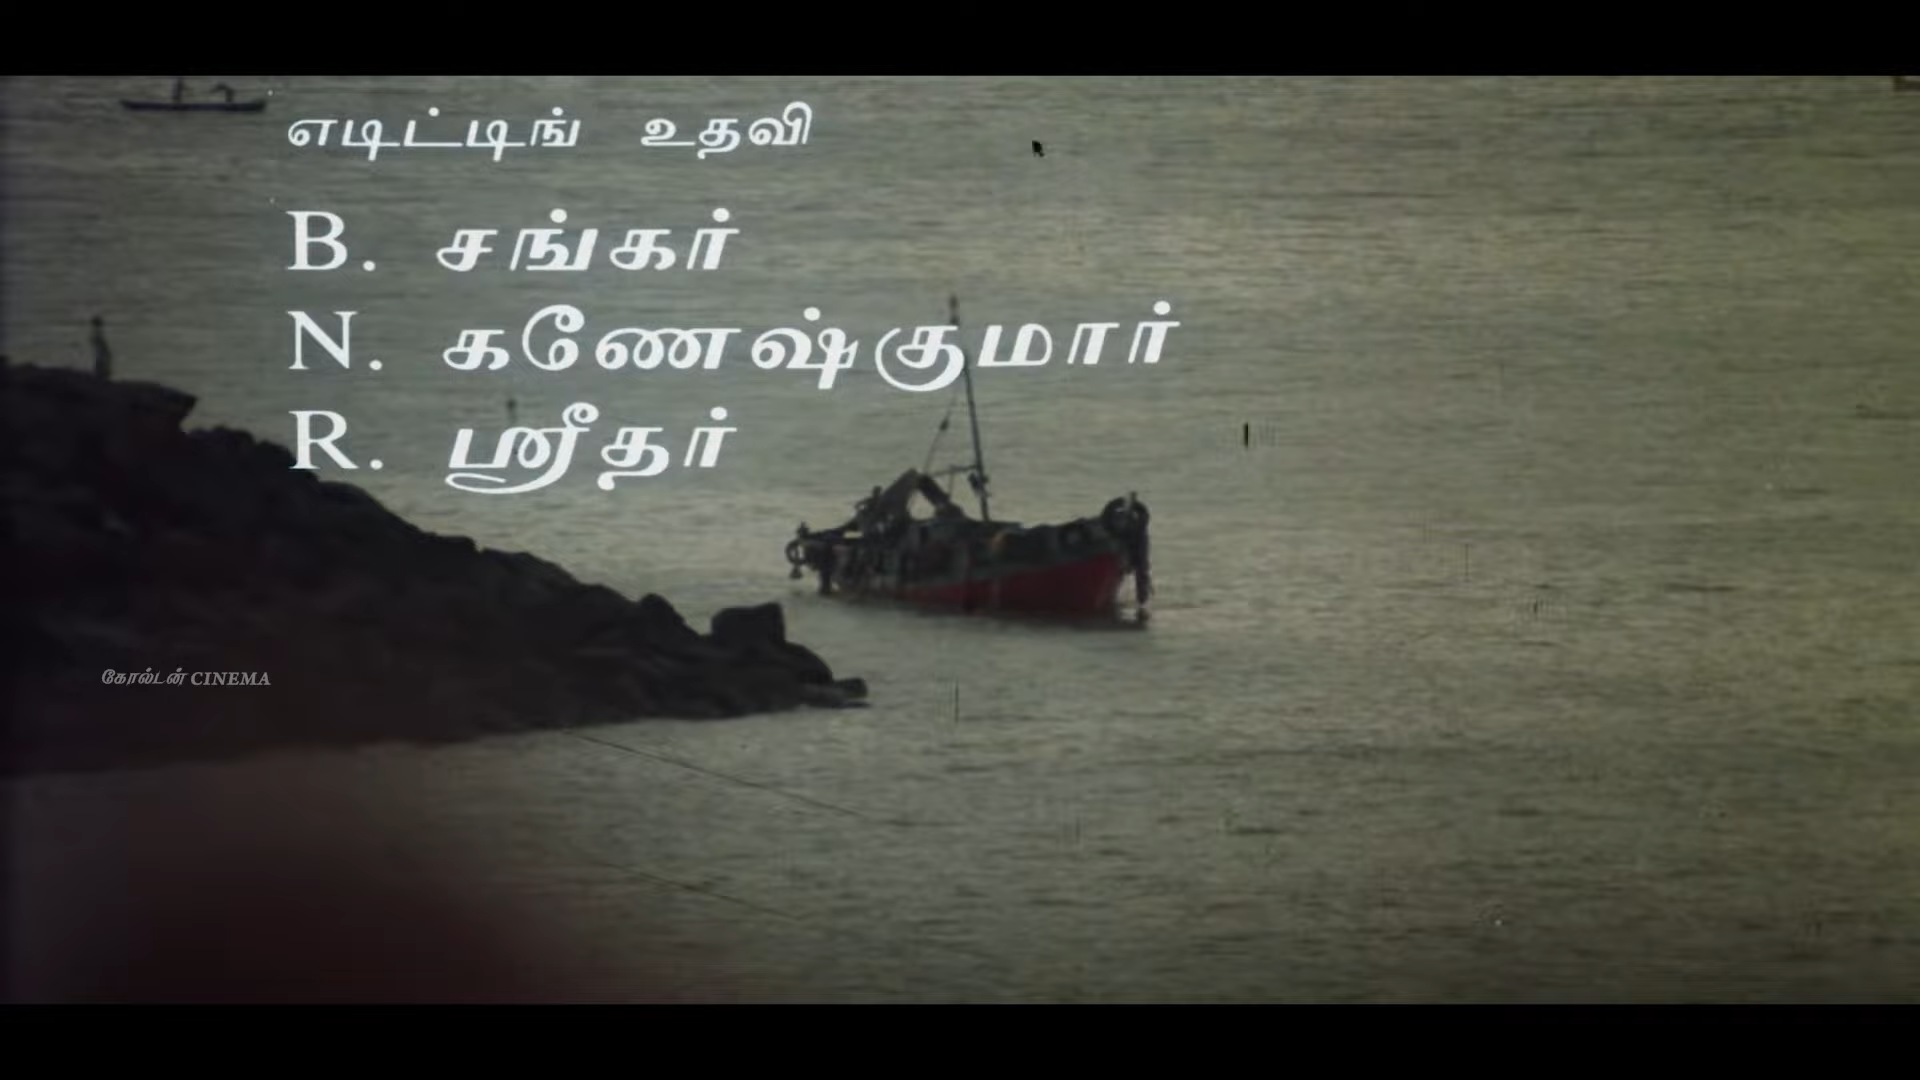 எடிட்டிங் உதவி
B. சங்கர்
N. கணேஷ்குமார்
R. ஸ்ரீதர்
கோல்டன் CINEMA